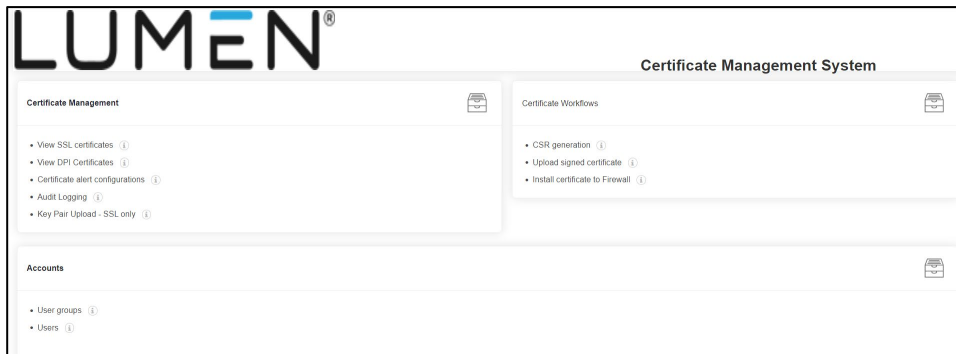 LUMEN®
Certificate Management System
Certificate Management
• View SSL certificates
• View DPI Certificates
• Certificate alert configurations
• Audit Logging
• Key Pair Upload - SSL only
Certificate Workflows
• CSR generation
• Upload signed certificate
• Install certificate to Firewall
Accounts
• User groups
• Users